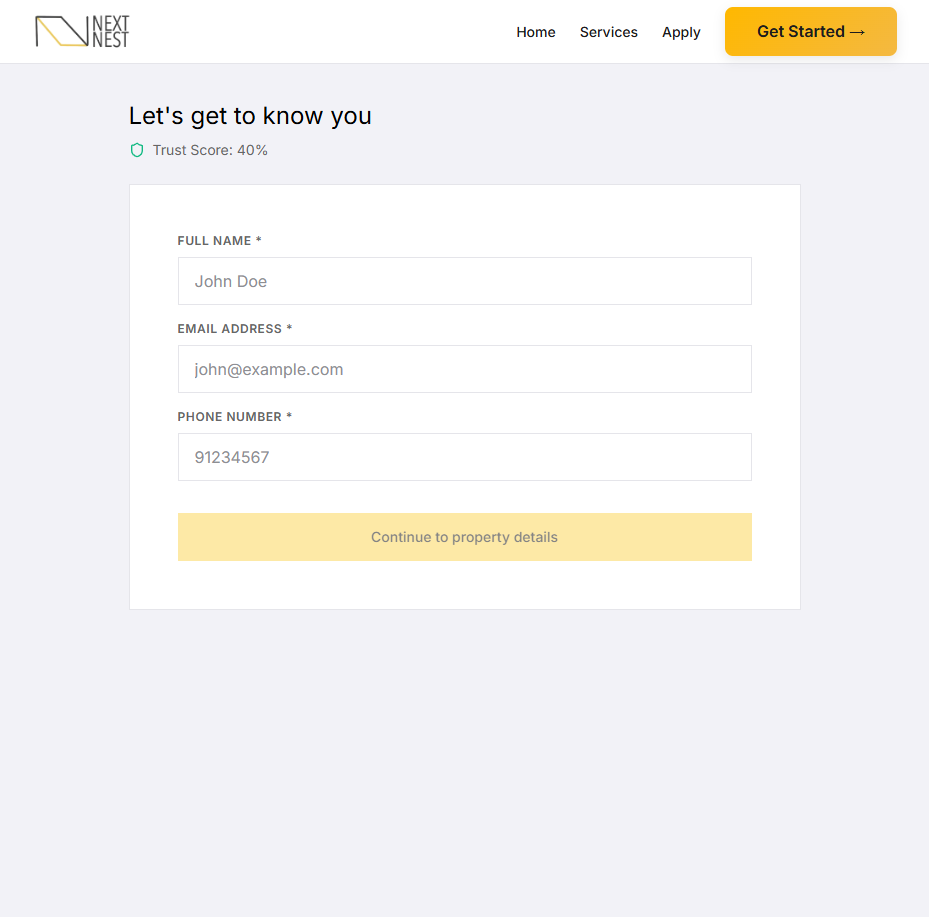 NEXT
NEST
Home Services Apply Get Started →
Let's get to know you
Trust Score: 40%
FULL NAME *
John Doe
EMAIL ADDRESS *
john@example.com
PHONE NUMBER *
91234567
Continue to property details